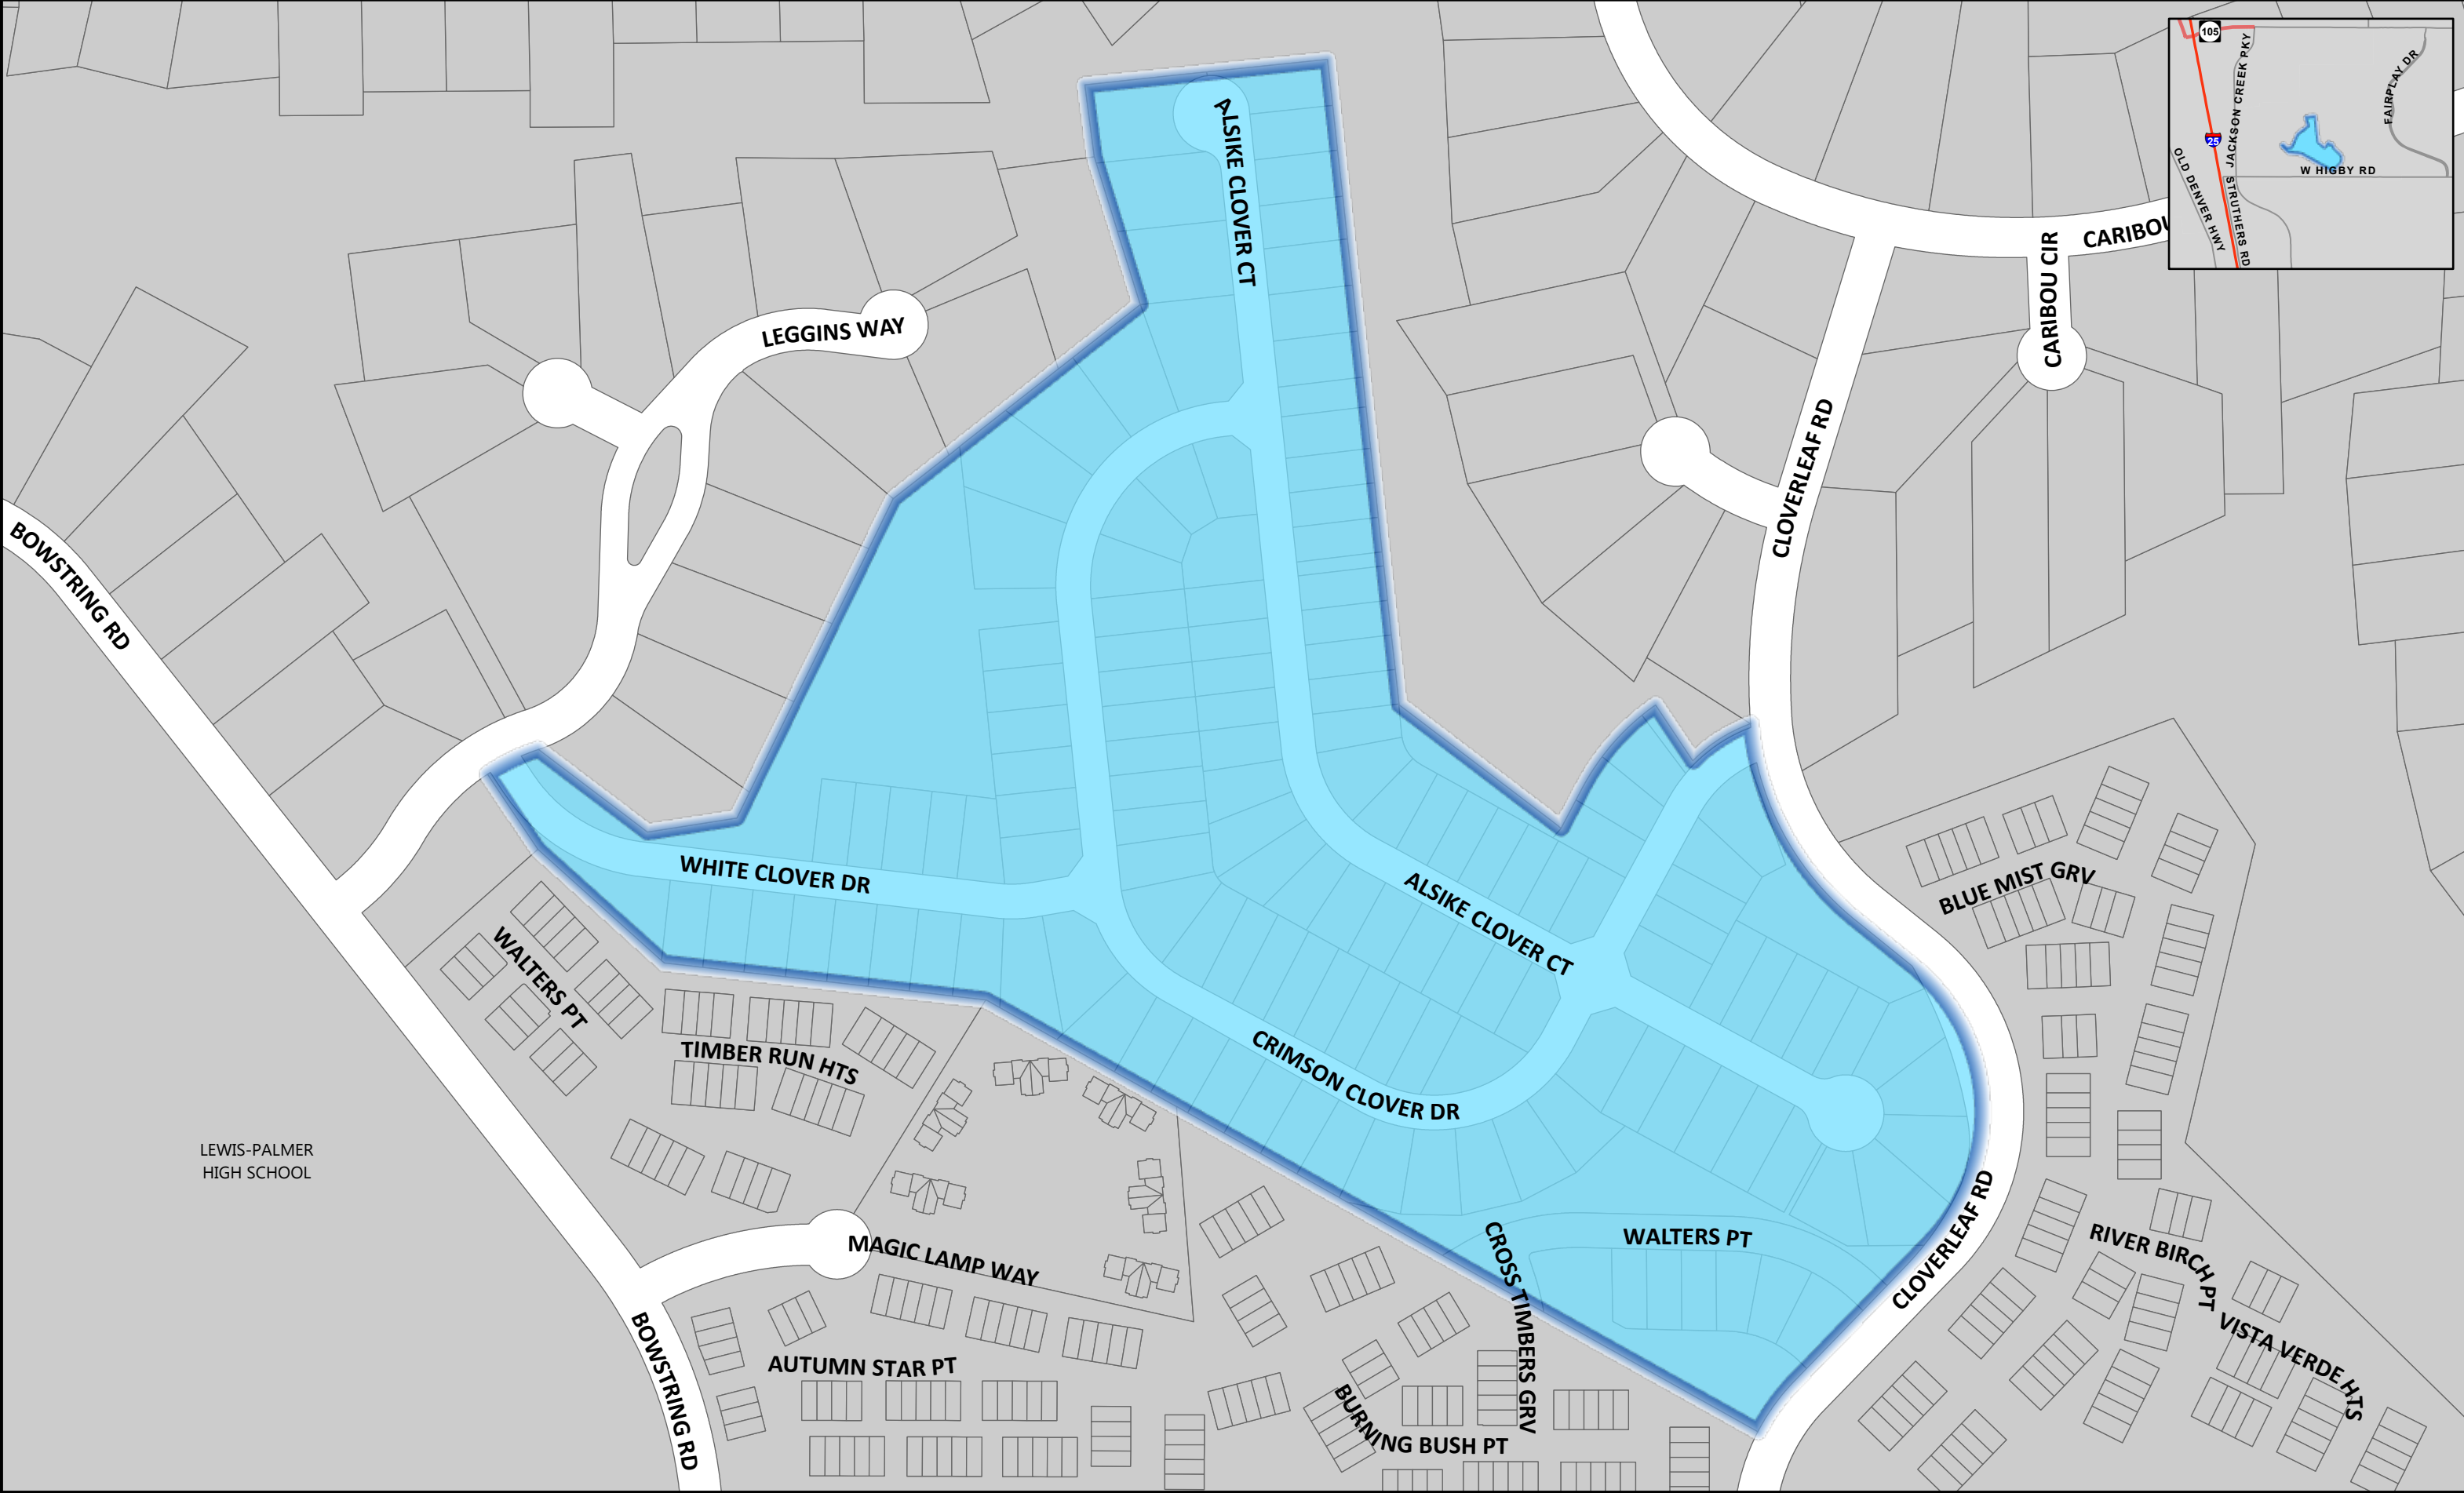 105
JACKSON CREEK PKY
FAIRPLAY DR
25
OLD DENVER HWY
STRUTHERS RD
W HIGBY RD
ALSIKE CLOVER CT
CARIBOU
CARIBOU CIR
LEGGINS WAY
CLOVERLEAF RD
BOWSTRING RD
WHITE CLOVER DR
ALSIKE CLOVER CT
BLUE MIST GRV
WALTERS PT
TIMBER RUN HTS
CRIMSON CLOVER DR
LEWIS-PALMER
HIGH SCHOOL
MAGIC LAMP WAY
CROSS TIMBERS GRV
WALTERS PT
CLOVERLEAF RD
RIVER BIRCH PT
VISTA VERDE HTS
BOWSTRING RD
AUTUMN STAR PT
BURNING BUSH PT